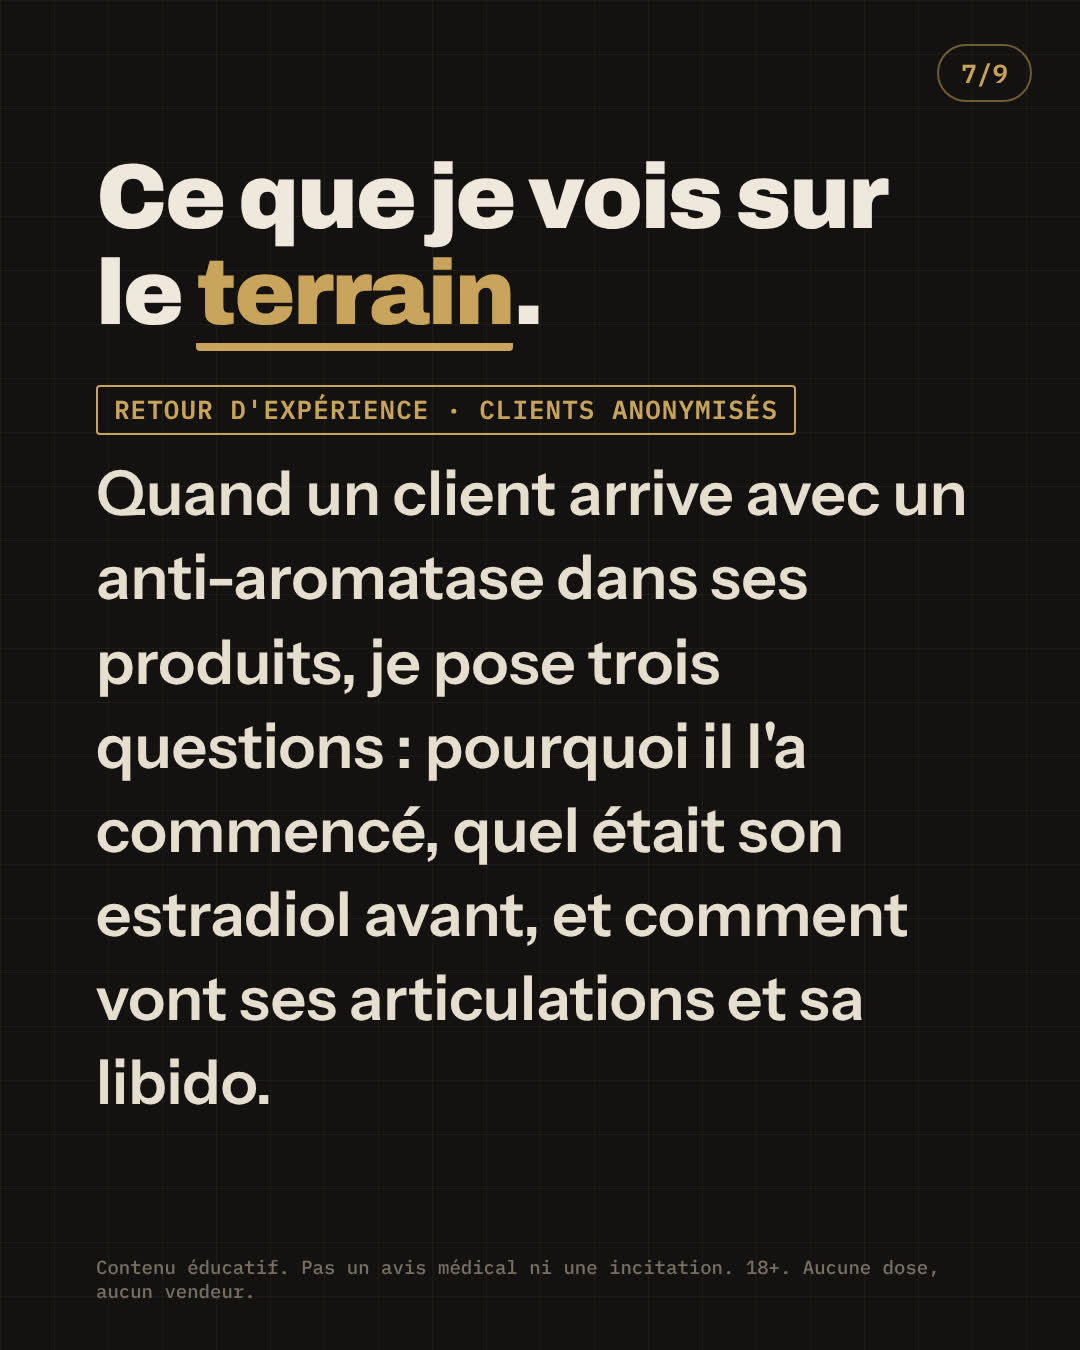 7/9
Ce que je vois sur
le terrain.
RETOUR D'EXPÉRIENCE · CLIENTS ANONYMISÉS
Quand un client arrive avec un
anti-aromatase dans ses
produits, je pose trois
questions : pourquoi il l'a
commencé, quel était son
estradiol avant, et comment
vont ses articulations et sa
libido.
Contenu éducatif. Pas un avis médical ni une incitation. 18+. Aucune dose,
aucun vendeur.